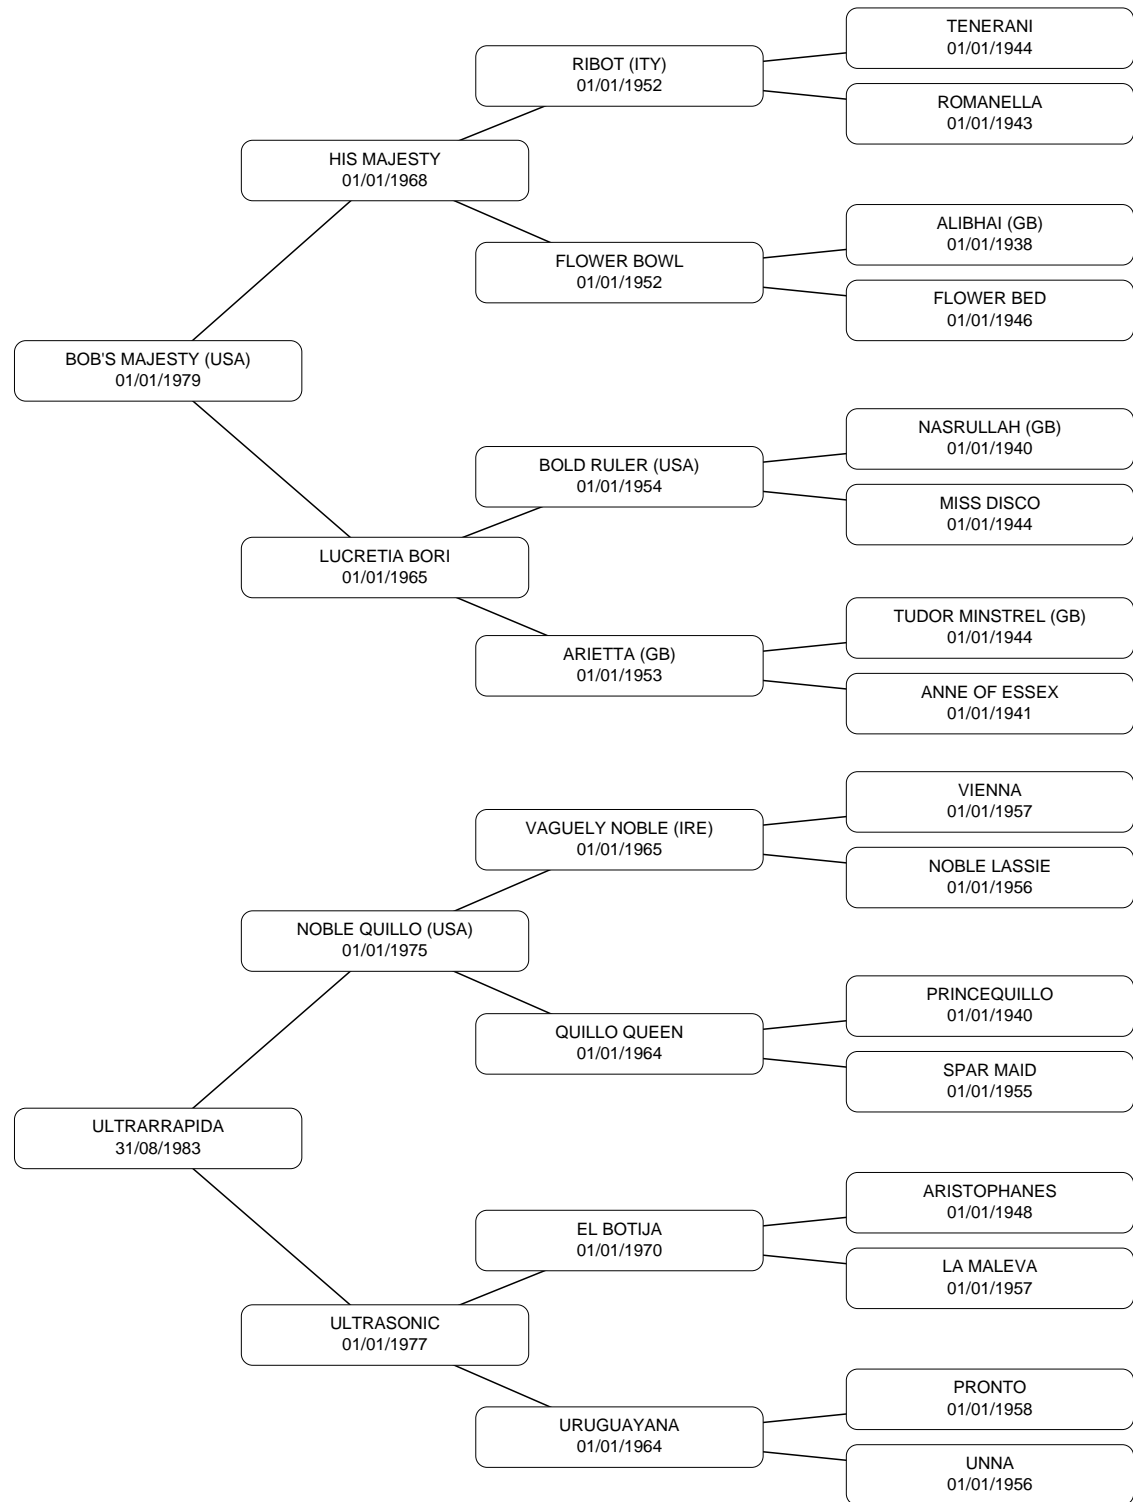 TENERANI
01/01/1944
RIBOT (ITY)
01/01/1952
ROMANELLA
01/01/1943
HIS MAJESTY
01/01/1968
ALIBHAI (GB)
01/01/1938
FLOWER BOWL
01/01/1952
FLOWER BED
01/01/1946
BOB'S MAJESTY (USA)
01/01/1979
NASRULLAH (GB)
01/01/1940
BOLD RULER (USA)
01/01/1954
MISS DISCO
01/01/1944
LUCRETIA BORI
01/01/1965
TUDOR MINSTREL (GB)
01/01/1944
ARIETTA (GB)
01/01/1953
ANNE OF ESSEX
01/01/1941
VIENNA
01/01/1957
VAGUELY NOBLE (IRE)
01/01/1965
NOBLE LASSIE
01/01/1956
NOBLE QUILLO (USA)
01/01/1975
PRINCEQUILLO
01/01/1940
QUILLO QUEEN
01/01/1964
SPAR MAID
01/01/1955
ULTRARRAPIDA
31/08/1983
ARISTOPHANES
01/01/1948
EL BOTIJA
01/01/1970
LA MALEVA
01/01/1957
ULTRASONIC
01/01/1977
PRONTO
01/01/1958
URUGUAYANA
01/01/1964
UNNA
01/01/1956